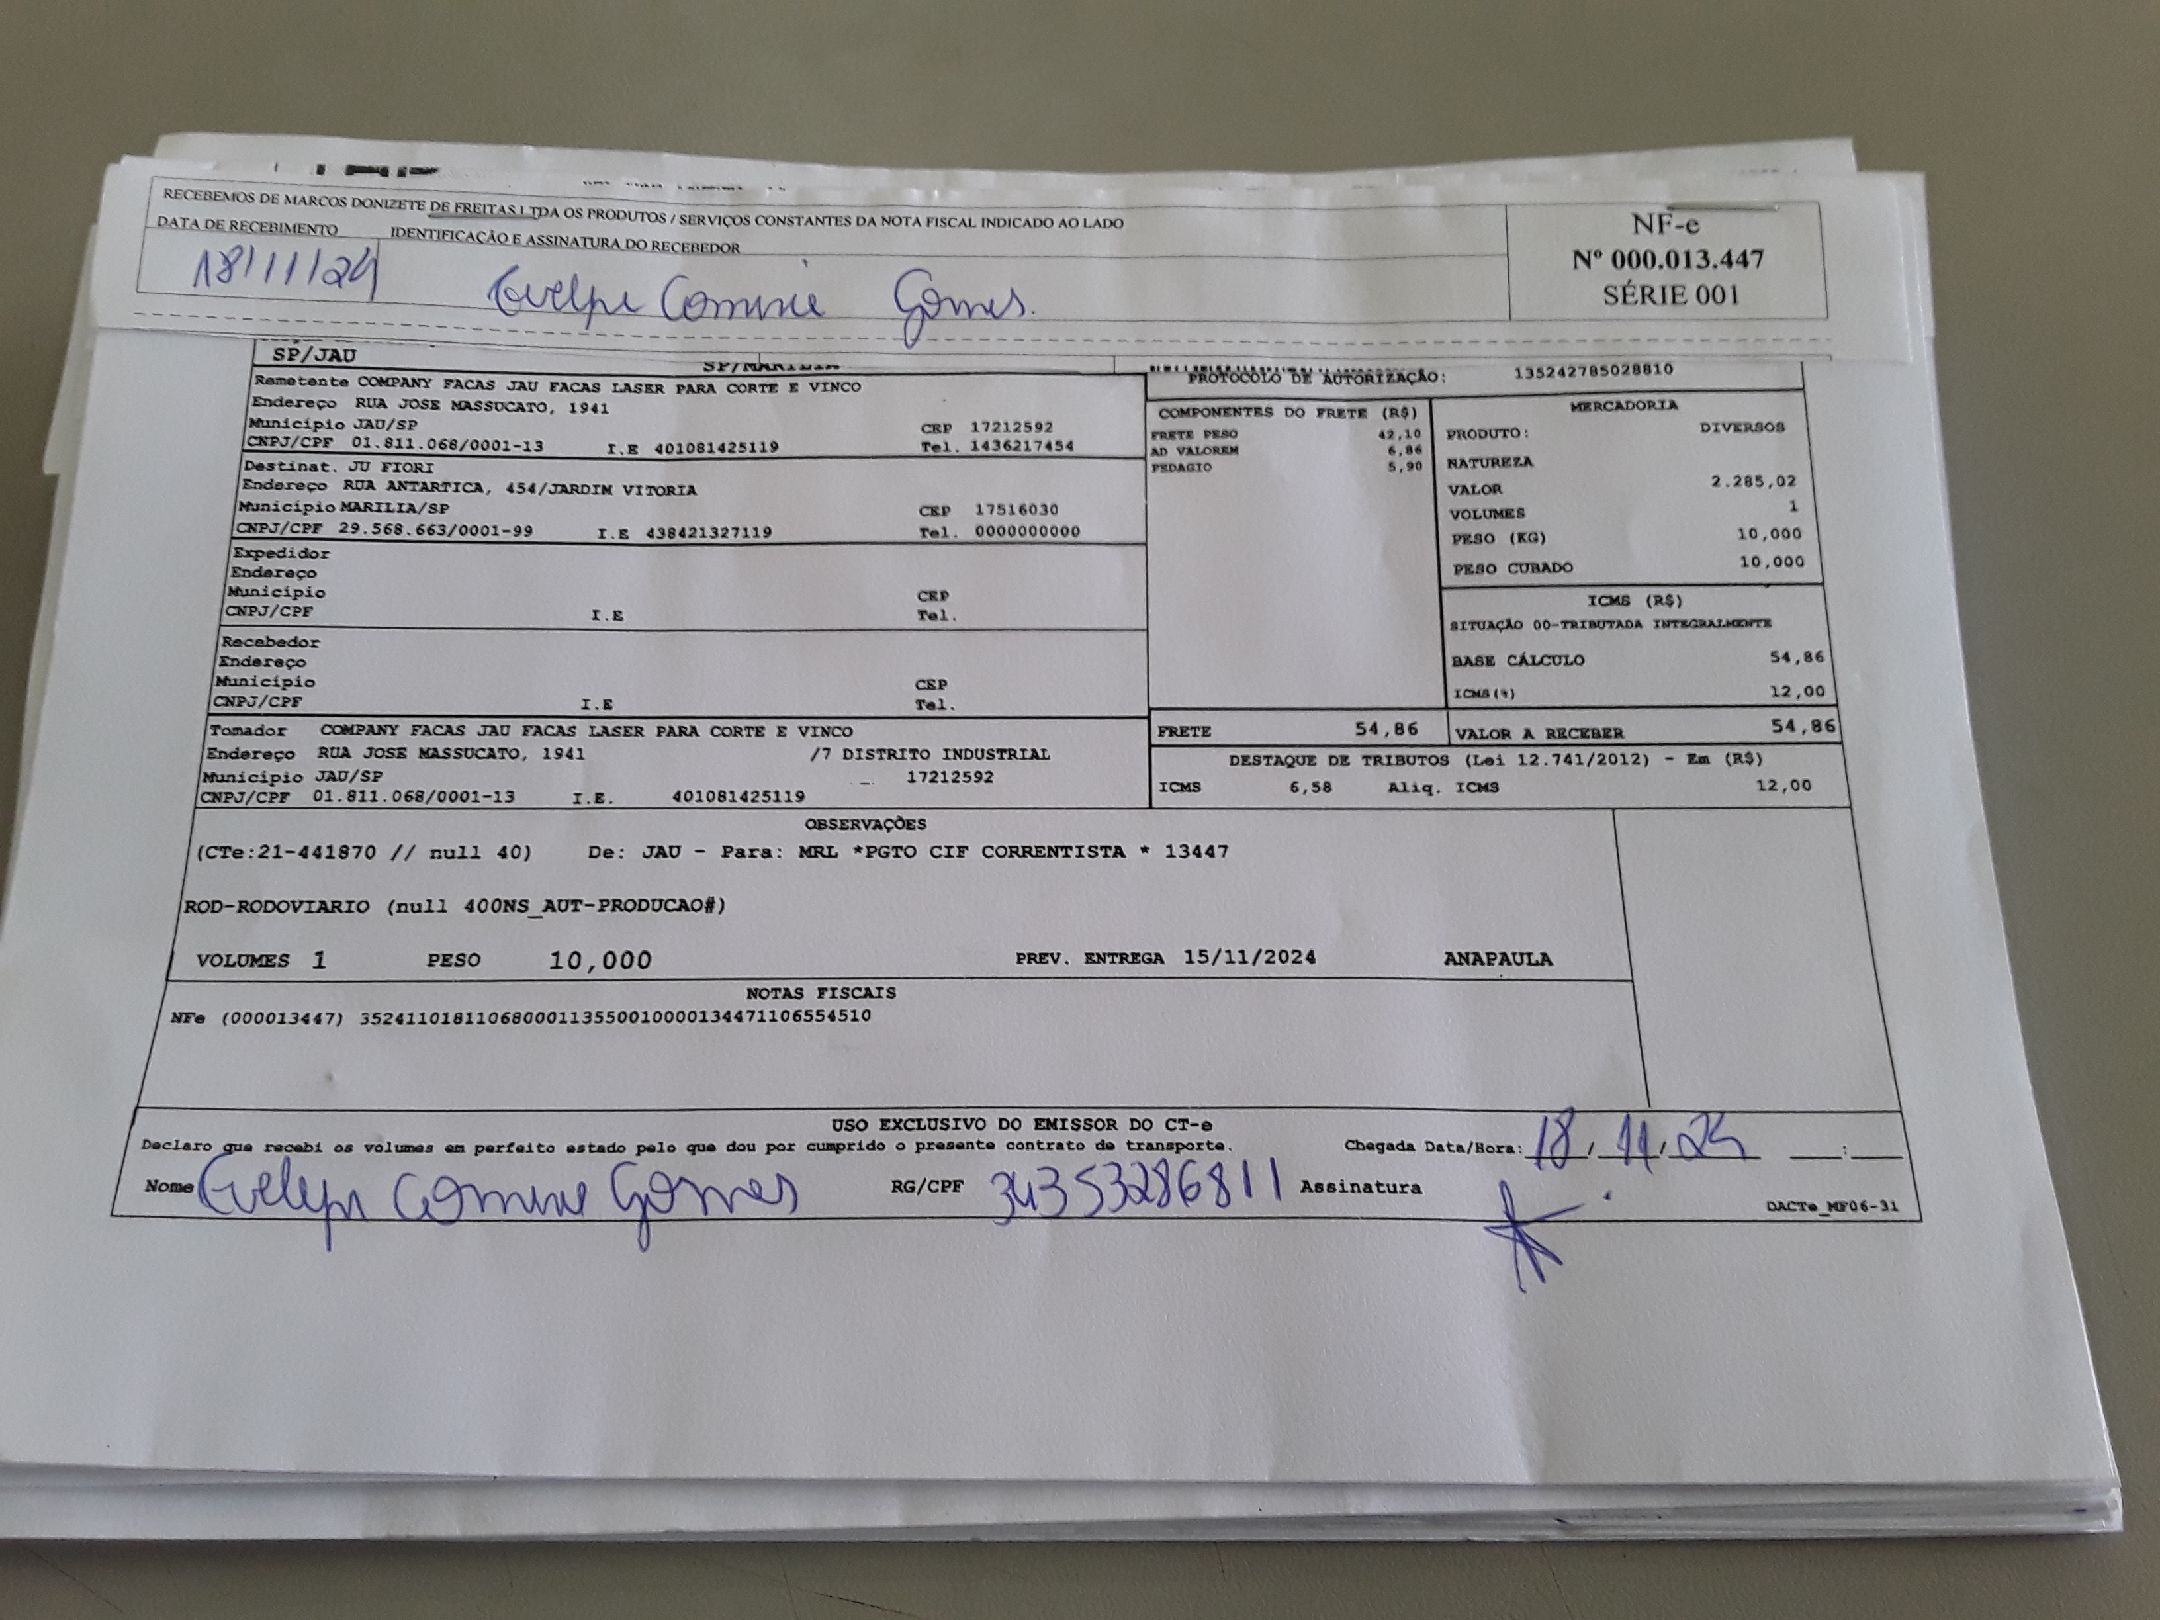 RECEBEMOS DE MARCOS DONIZETE DE FREITAS LTDA OS PRODUTOS / SERVIÇOS CONSTANTES DA NOTA FISCAL INDICADO AO LADO
DATA DE RECEBIMENTO IDENTIFICAÇÃO E ASSINATURA DO RECEBEDOR
18/11/24 Gomes.
NF-e
Nº 000.013.447
SÉRIE 001
SP/JAU SP/MARILIA
PROTOCOLO DE AUTORIZAÇÃO: 135242785028810
Remetente COMPANY FACAS JAU FACAS LASER PARA CORTE E VINCO
Endereço RUA JOSE MASSUCATO, 1941
Município JAU/SP CEP 17212592
CNPJ/CPF 01.811.068/0001-13 I.E 401081425119 Tel. 1436217454
Destinat. JU FIORI
Endereço RUA ANTARTICA, 454/JARDIM VITORIA
Município MARILIA/SP CEP 17516030
CNPJ/CPF 29.568.663/0001-99 I.E 438421327119 Tel. 0000000000
Expedidor
Endereço
Município CEP
CNPJ/CPF I.E Tel.
Recebedor
Endereço
Município CEP
CNPJ/CPF I.E Tel.
Tomador COMPANY FACAS JAU FACAS LASER PARA CORTE E VINCO
Endereço RUA JOSE MASSUCATO, 1941 /7 DISTRITO INDUSTRIAL
Município JAU/SP 17212592
CNPJ/CPF 01.811.068/0001-13 I.E. 401081425119
COMPONENTES DO FRETE (R$)
FRETE PESO 42,10
AD VALOREM 6,86
PEDAGIO 5,90
MERCADORIA
PRODUTO: DIVERSOS
NATUREZA
VALOR 2.285,02
VOLUMES 1
PESO (KG) 10,000
PESO CUBADO 10,000
ICMS (R$)
SITUAÇÃO 00-TRIBUTADA INTEGRALMENTE
BASE CÁLCULO 54,86
ICMS(%) 12,00
FRETE 54,86 VALOR A RECEBER 54,86
DESTAQUE DE TRIBUTOS (Lei 12.741/2012) - Em (R$)
ICMS 6,58 Aliq. ICMS 12,00
OBSERVAÇÕES
(CTe:21-441870 // null 40) De: JAU - Para: MRL *PGTO CIF CORRENTISTA * 13447
ROD-RODOVIARIO (null 400NS_AUT-PRODUCAO#)
VOLUMES 1 PESO 10,000 PREV. ENTREGA 15/11/2024 ANAPAULA
NOTAS FISCAIS
NFe (000013447) 35241101811068000113550010000134471106554510
USO EXCLUSIVO DO EMISSOR DO CT-e
Declaro que recebi os volumes em perfeito estado pelo que dou por cumprido o presente contrato de transporte. Chegada Data/Hora: 18/11/24 __:__
Nome Gomes RG/CPF 34353286811 Assinatura
DACTe_MF06-31